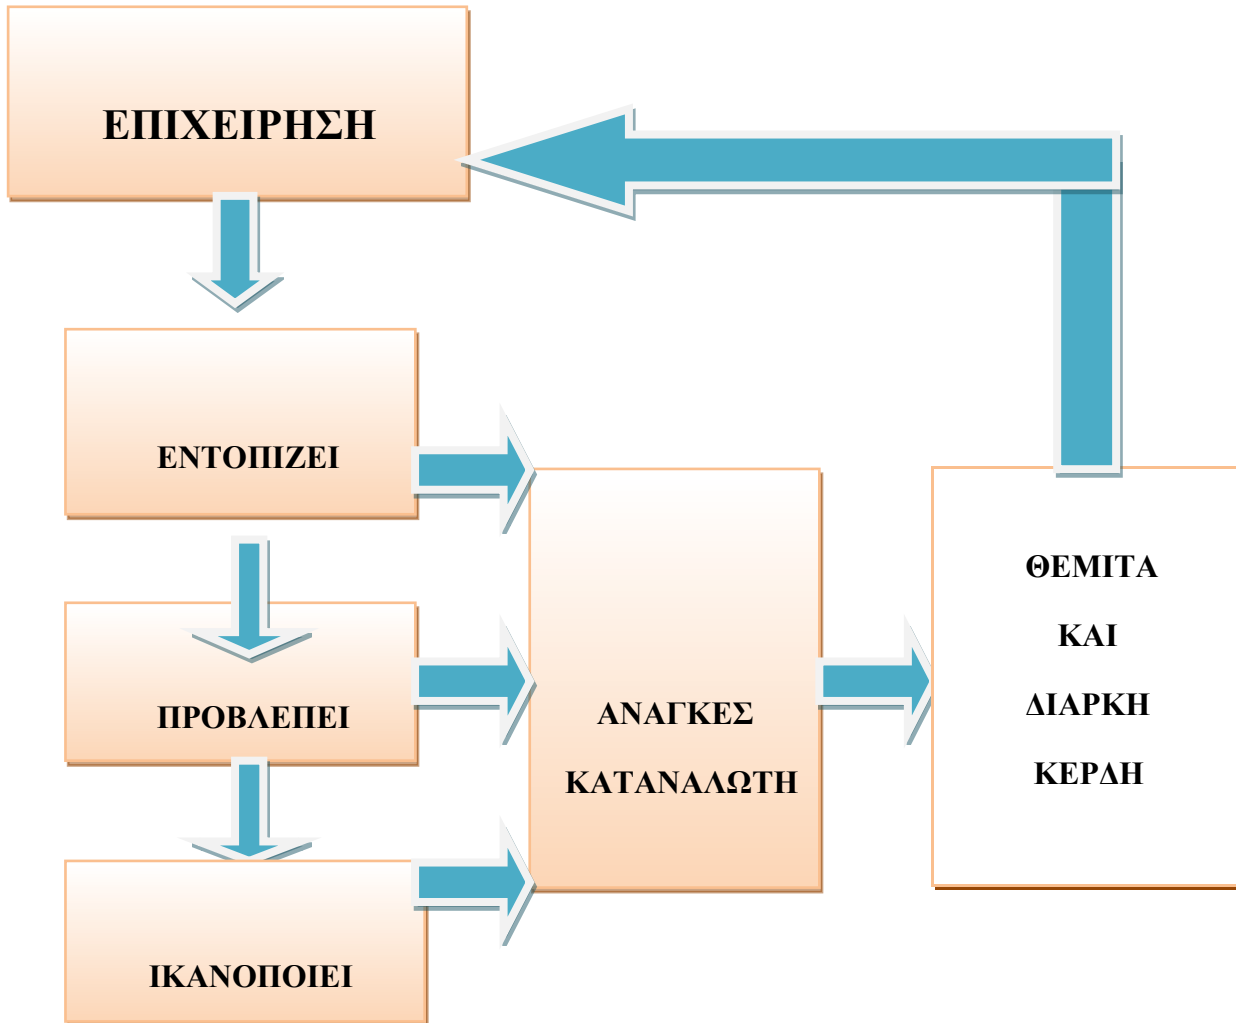 ΕΠΙΧΕΙΡΗΣΗ
ΕΝΤΟΠΙΖΕΙ
ΠΡΟΒΛΕΠΕΙ
ΙΚΑΝΟΠΟΙΕΙ
ΑΝΑΓΚΕΣ
ΚΑΤΑΝΑΛΩΤΗ
ΘΕΜΙΤΑ
ΚΑΙ
ΔΙΑΡΚΗ
ΚΕΡΔΗ